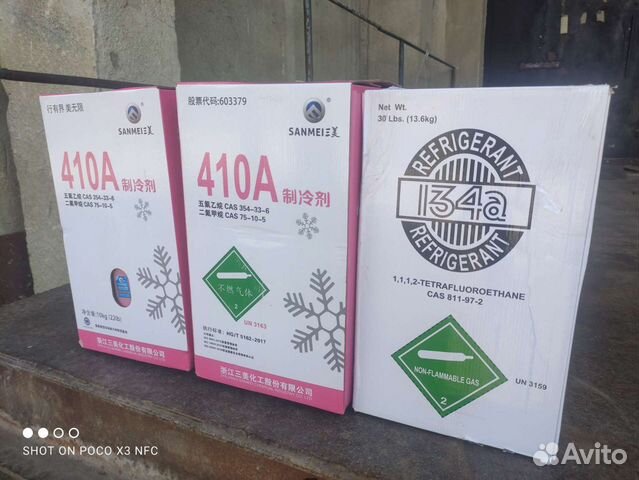 行有界 美无限
SANMEI三美
410A 制冷剂
五氟乙烷 CAS 254-33-6
二氟甲烷 CAS 75-10-5
净含量:10kg(22lb)
浙江三美化工股份有限公司
股票代码:603379
SANMEI三美
410A 制冷剂
五氟乙烷 CAS 354-33-6
二氟甲烷 CAS 75-10-5
不燃气体
2
UN 3163
执行标准: HG/T 5162-2017
浙江三美化工股份有限公司
Net Wt.
30 Lbs. (13.6kg)
REFRIGERANT
134a
REFRIGERANT
1,1,1,2-TETRAFLUOROETHANE
CAS 811-97-2
NON-FLAMMABLE GAS
2
UN 3159
SHOT ON POCO X3 NFC
Avito